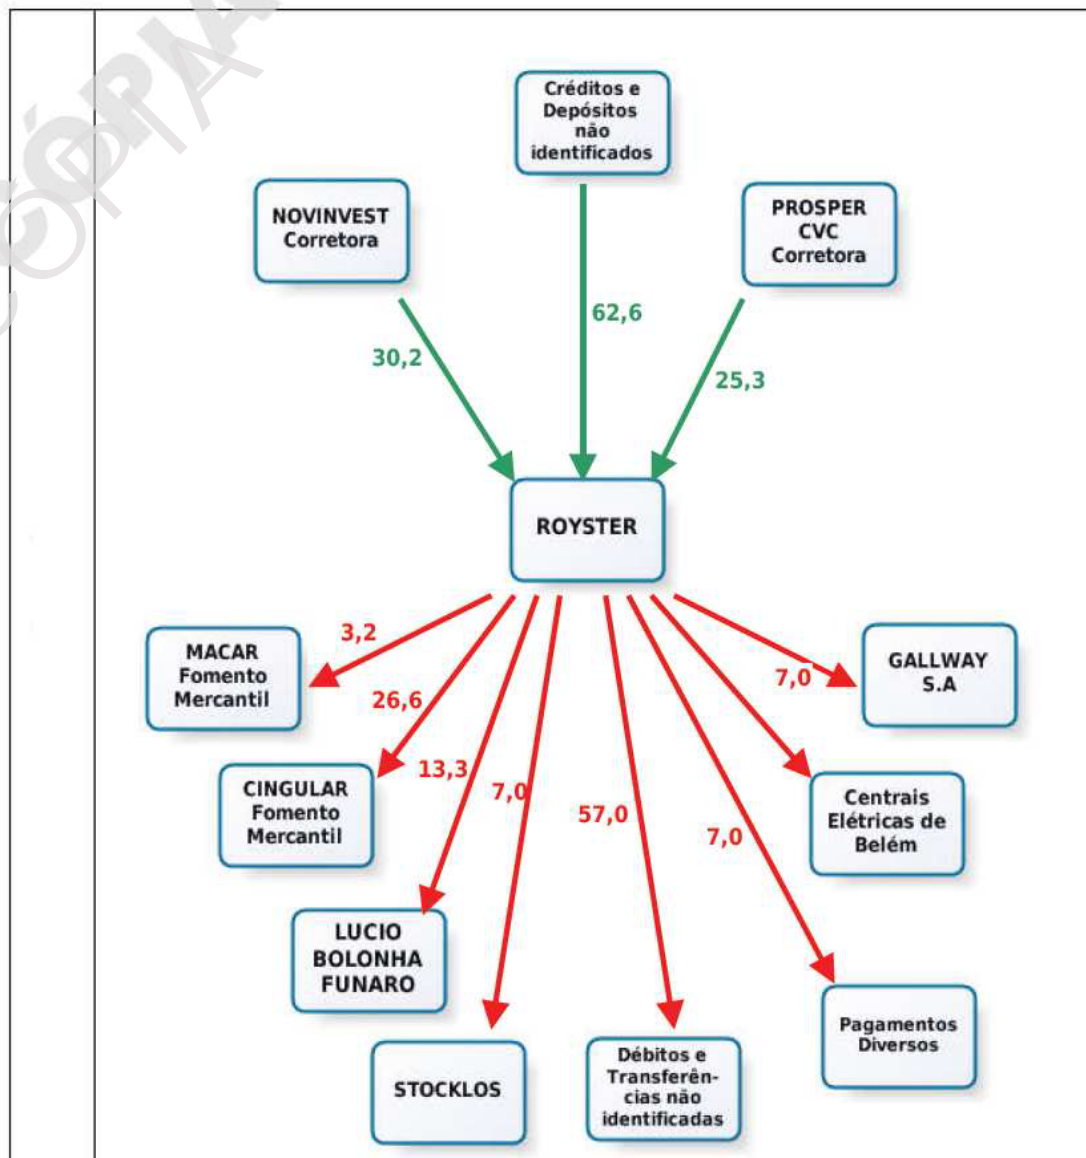 CÓPIA
CÓPIA
Créditos e
Depósitos
não
identificados
NOVINVEST
Corretora
PROSPER
CVC
Corretora
30,2
62,6
25,3
ROYSTER
MACAR
Fomento
Mercantil
3,2
26,6
13,3
7,0
57,0
7,0
7,0
GALLWAY
S.A
CINGULAR
Fomento
Mercantil
Centrais
Elétricas de
Belém
LUCIO
BOLONHA
FUNARO
STOCKLOS
Débitos e
Transferên-
cias não
identificadas
Pagamentos
Diversos